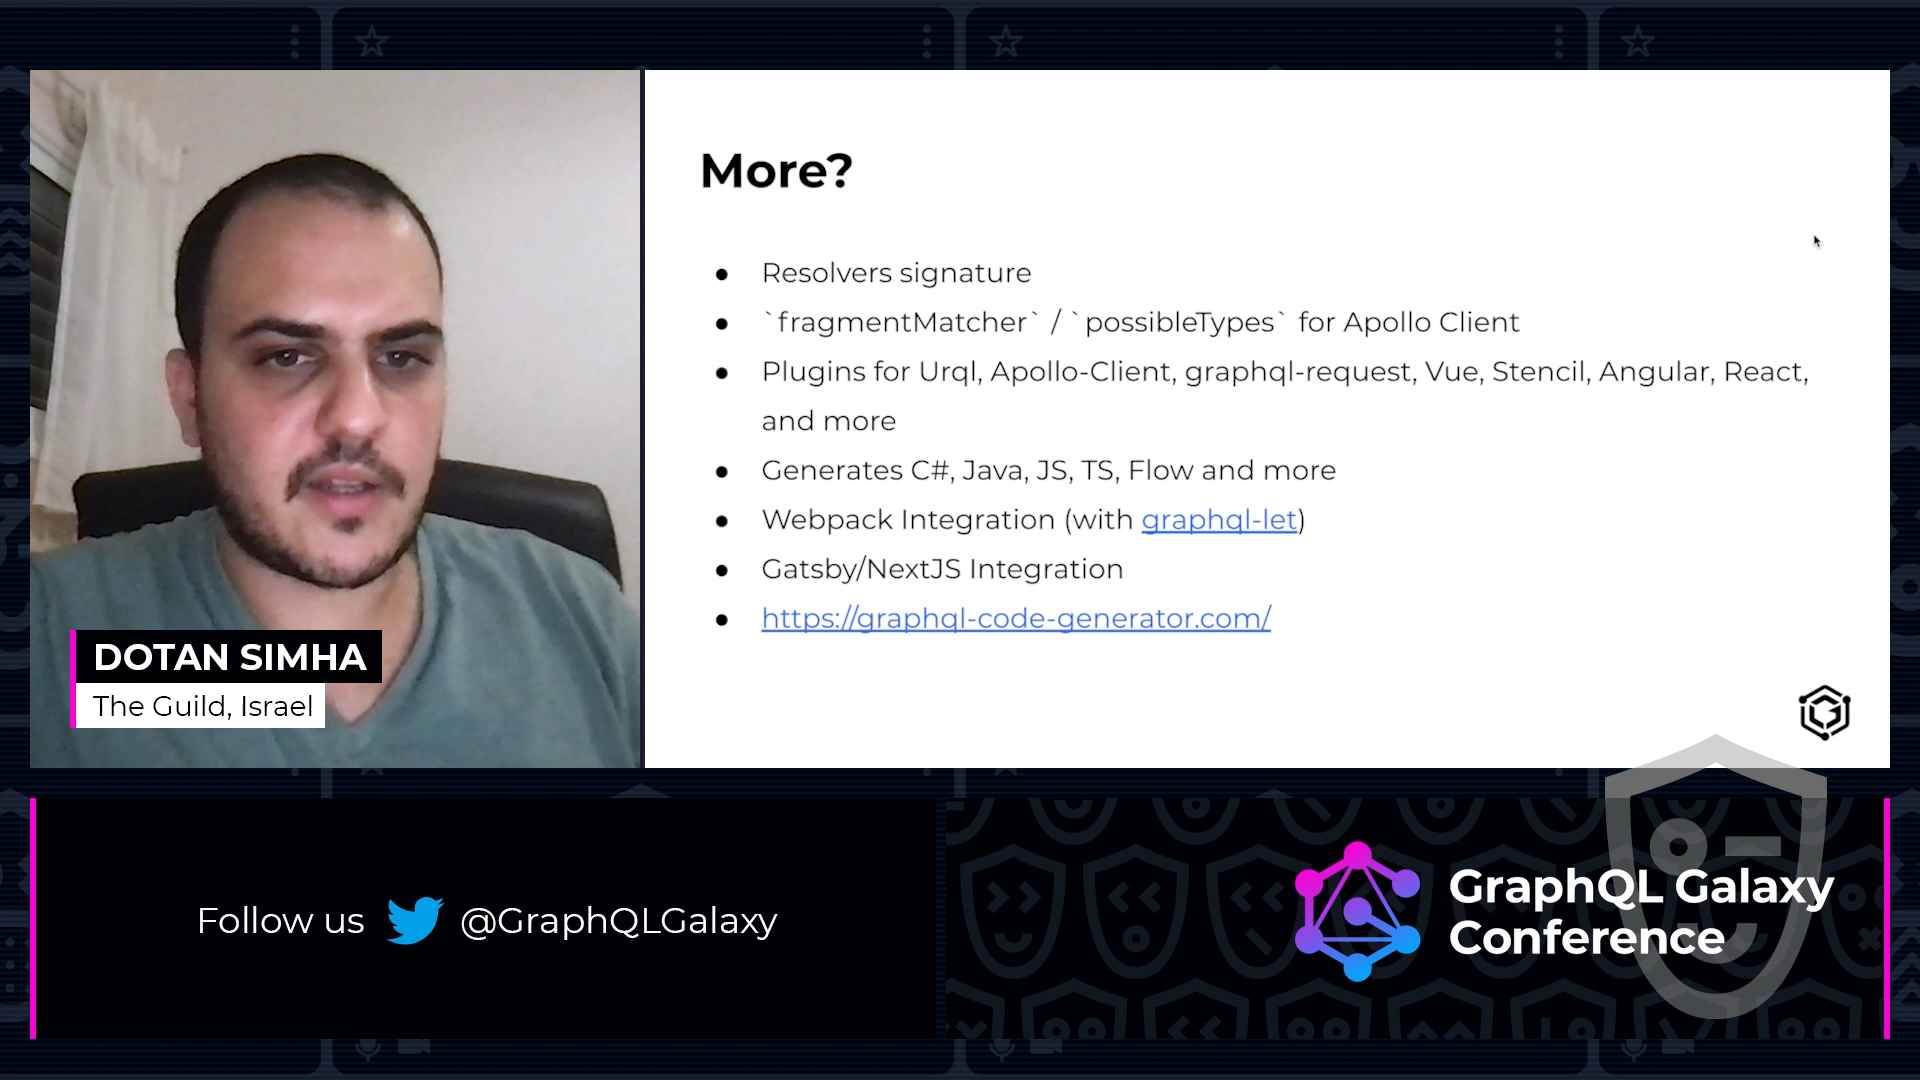 More?
● Resolvers signature
● `fragmentMatcher` / `possibleTypes` for Apollo Client
● Plugins for Urql, Apollo-Client, graphql-request, Vue, Stencil, Angular, React,
and more
● Generates C#, Java, JS, TS, Flow and more
● Webpack Integration (with graphql-let)
● Gatsby/NextJS Integration
● https://graphql-code-generator.com/
DOTAN SIMHA
The Guild, Israel
Follow us @GraphQLGalaxy
GraphQL Galaxy
Conference